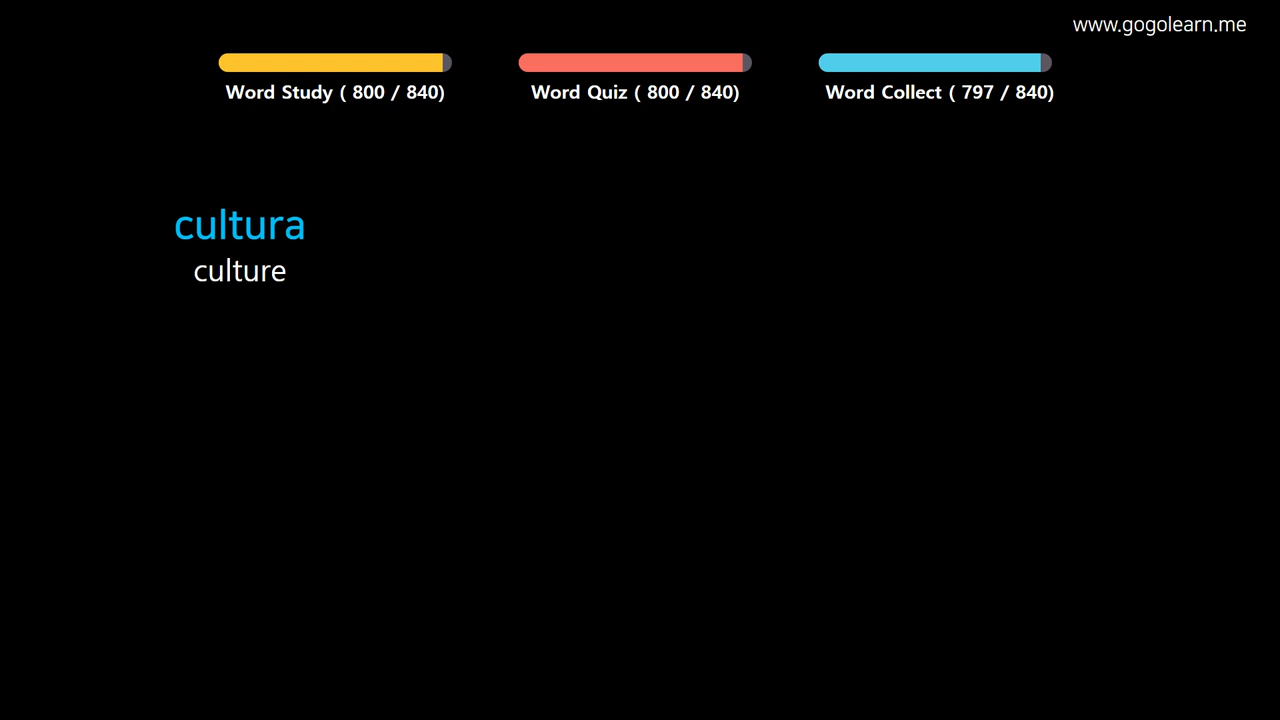 www.gogolearn.me
Word Study ( 800 / 840)
Word Quiz ( 800 / 840)
Word Collect ( 797 / 840)
cultura
culture